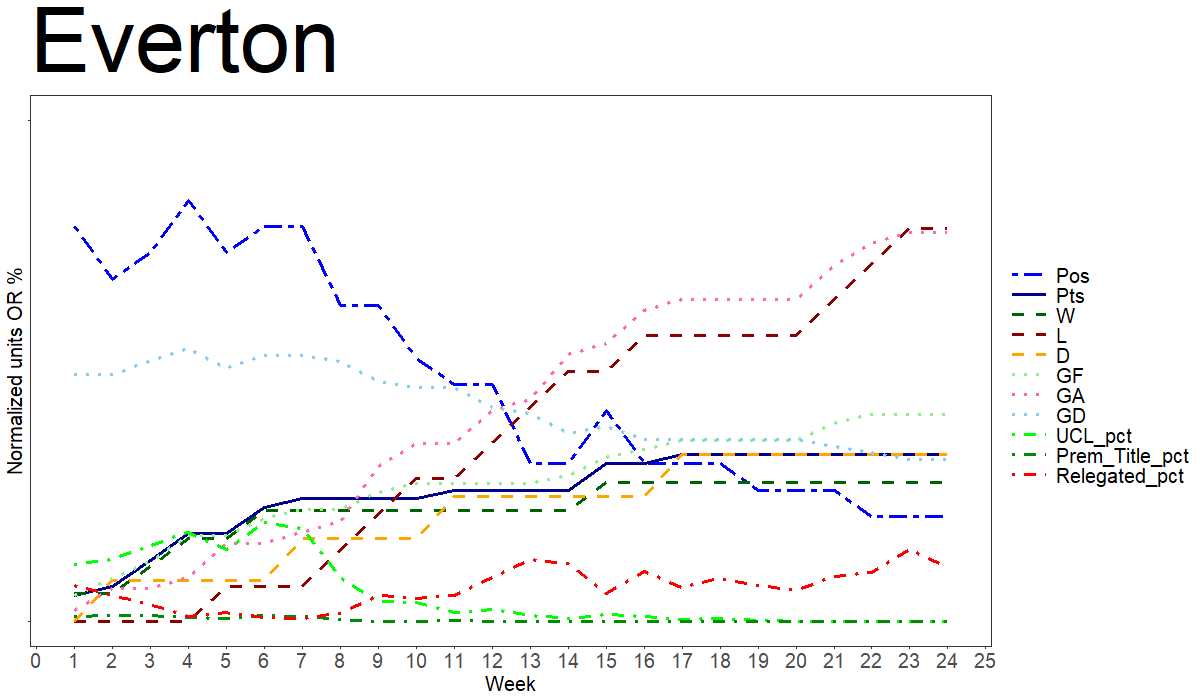 Everton
Normalized units OR %
0 1 2 3 4 5 6 7 8 9 10 11 12 13 14 15 16 17 18 19 20 21 22 23 24 25
Week
Pos
Pts
W
L
D
GF
GA
GD
UCL_pct
Prem_Title_pct
Relegated_pct